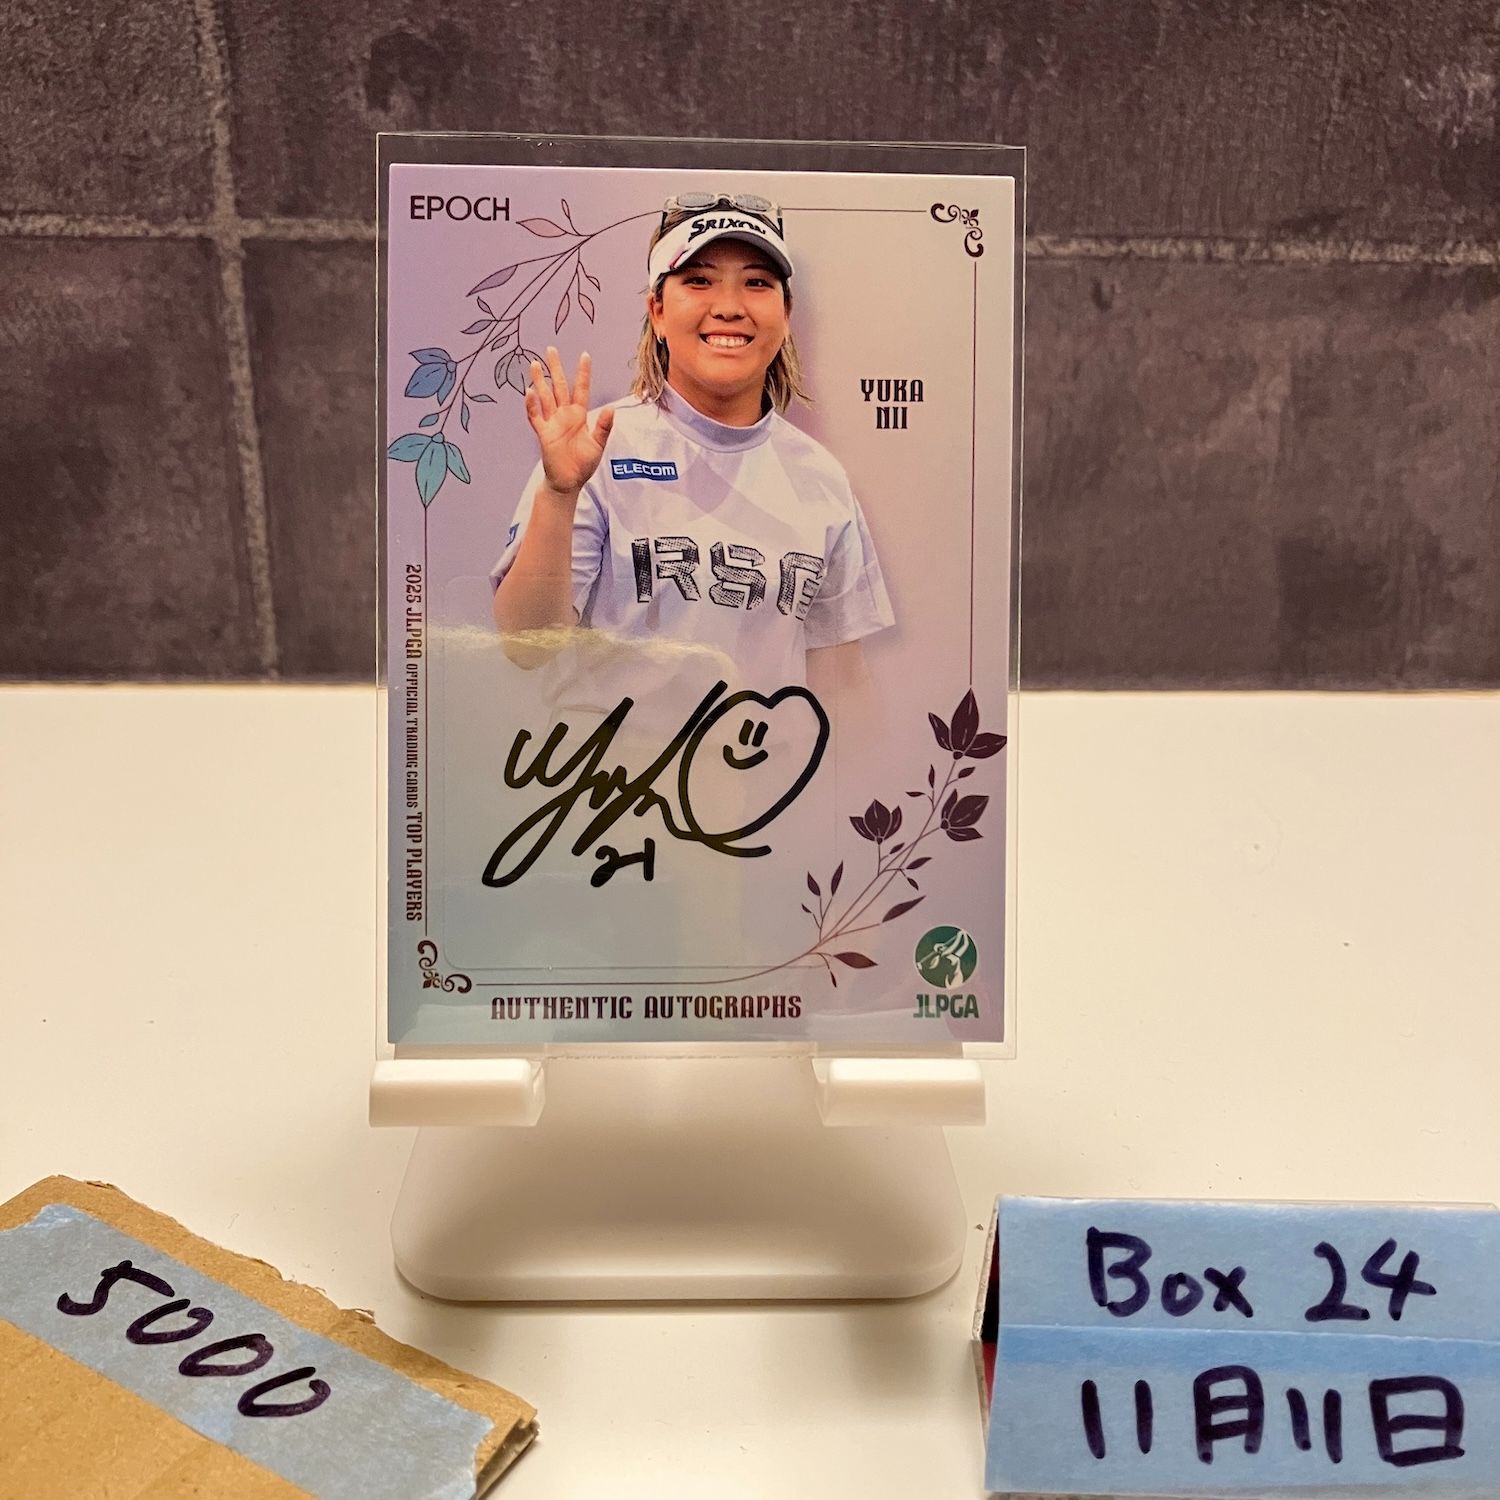 EPOCH
SRIXON
YUKA
NII
ELECOM
RSG
2025 JLPGA OFFICIAL TRADING CARDS TOP PLAYERS
21
AUTHENTIC AUTOGRAPHS
JLPGA
5000
Box 24
11月11日